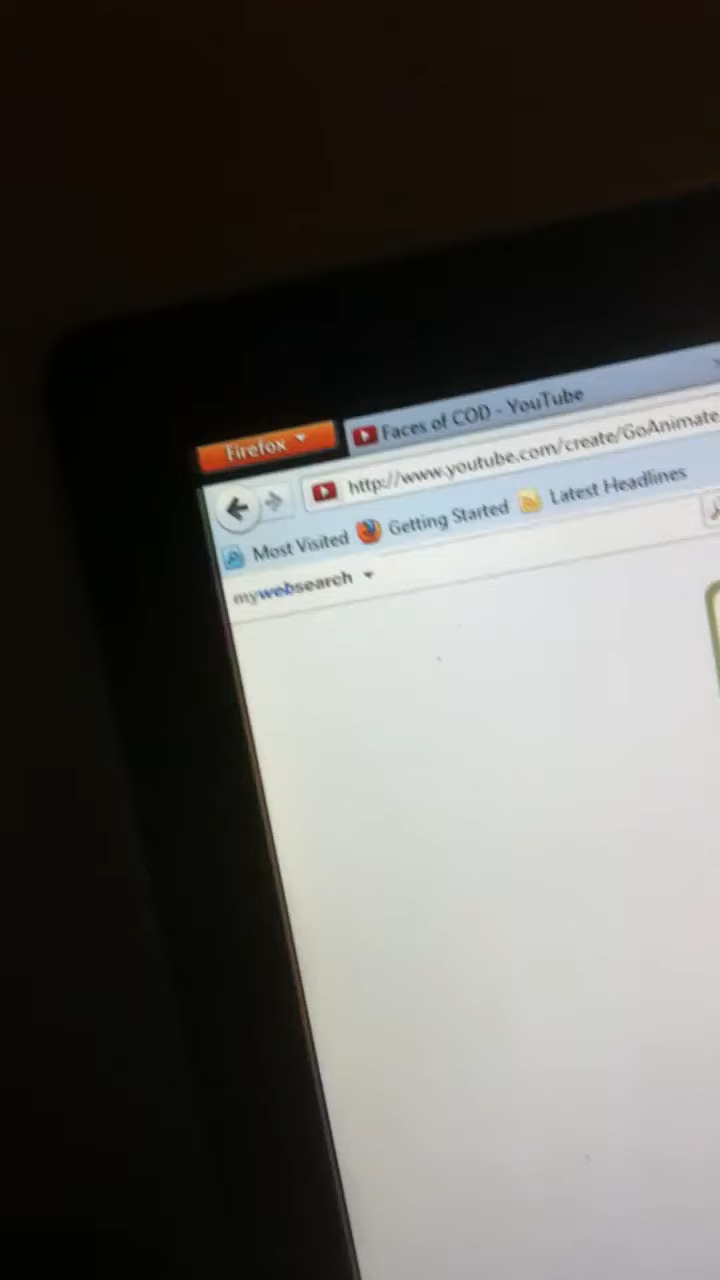 Firefox
Faces of COD - YouTube
http://www.youtube.com/create/GoAnimate
Most Visited Getting Started Latest Headlines
mywebsearch